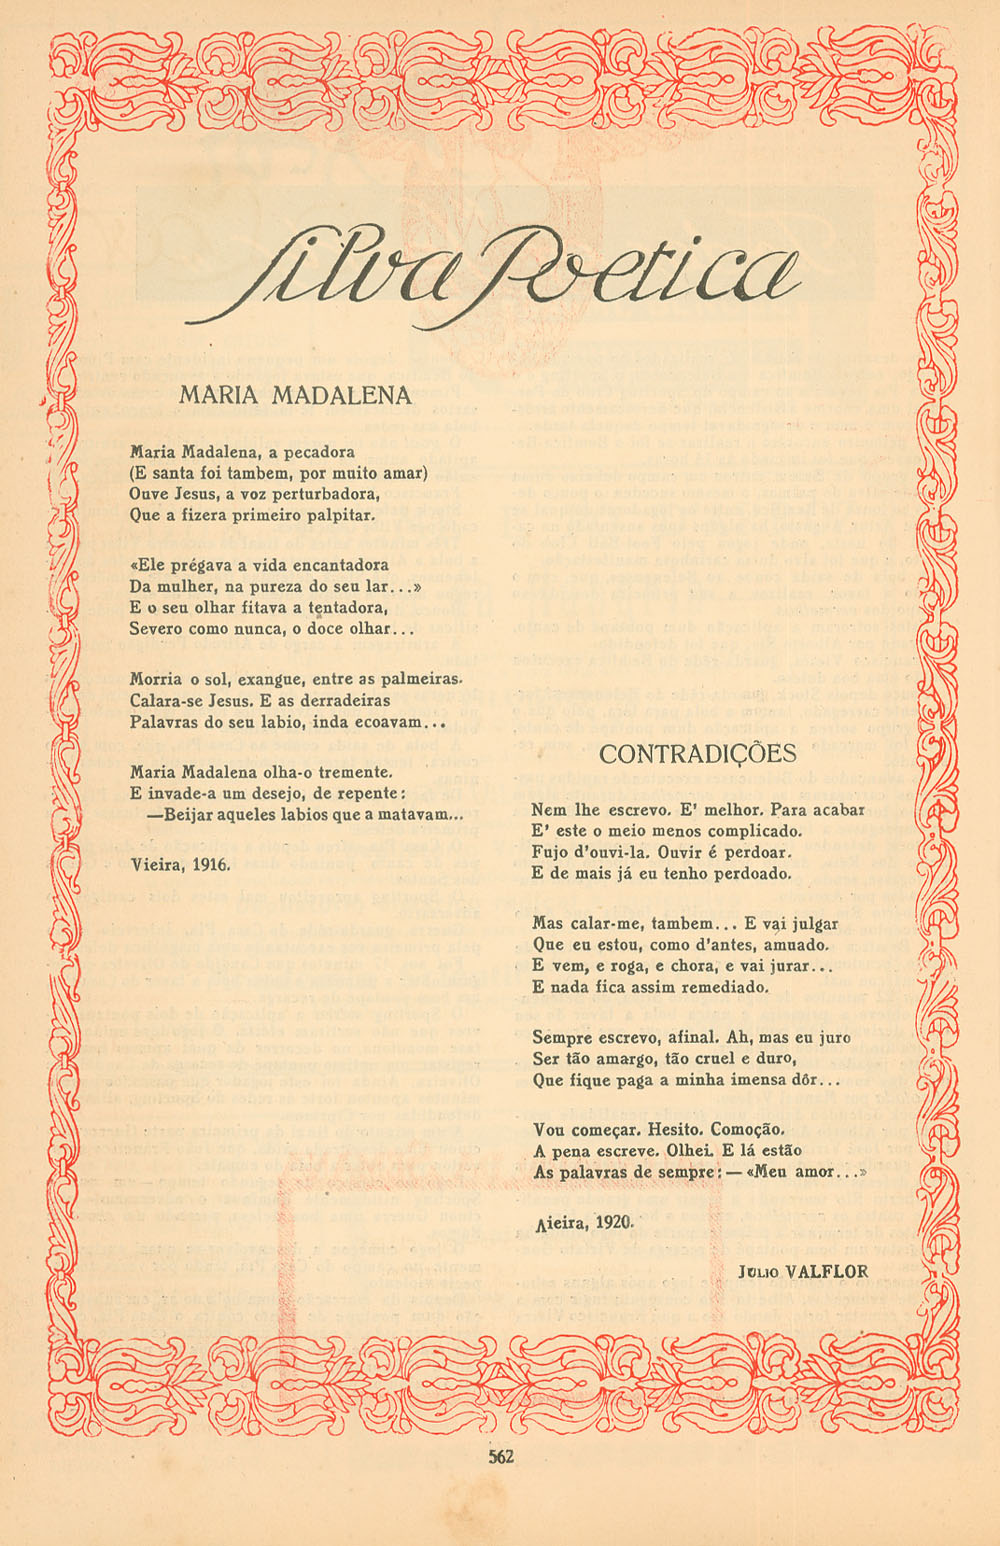 Silva Poetica
MARIA MADALENA
Maria Madalena, a pecadora
(E santa foi tambem, por muito amar)
Ouve Jesus, a voz perturbadora,
Que a fizera primeiro palpitar.
«Ele prégava a vida encantadora
Da mulher, na pureza do seu lar...»
E o seu olhar fitava a tentadora,
Severo como nunca, o doce olhar...
Morria o sol, exangue, entre as palmeiras.
Calara-se Jesus. E as derradeiras
Palavras do seu labio, inda ecoavam...
Maria Madalena olha-o tremente.
E invade-a um desejo, de repente:
—Beijar aqueles labios que a matavam...
Vieira, 1916.
CONTRADIÇÕES
Nem lhe escrevo. E' melhor. Para acabar
E' este o meio menos complicado.
Fujo d'ouvi-la. Ouvir é perdoar.
E de mais já eu tenho perdoado.
Mas calar-me, tambem... E vai julgar
Que eu estou, como d'antes, amuado.
E vem, e roga, e chora, e vai jurar...
E nada fica assim remediado.
Sempre escrevo, afinal. Ah, mas eu juro
Ser tão amargo, tão cruel e duro,
Que fique paga a minha imensa dôr...
Vou começar. Hesito. Comoção.
A pena escreve. Olhei. E lá estão
As palavras de sempre: — «Meu amor...»
Vieira, 1920.
JULIO VALFLOR
562